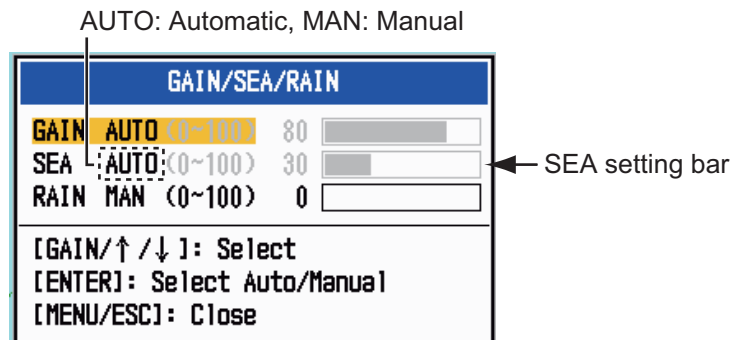 AUTO: Automatic, MAN: Manual
GAIN/SEA/RAIN
GAIN AUTO (0~100) 80
SEA AUTO (0~100) 30
SEA setting bar
RAIN MAN (0~100) 0
[GAIN/↑/↓]: Select
[ENTER]: Select Auto/Manual
[MENU/ESC]: Close